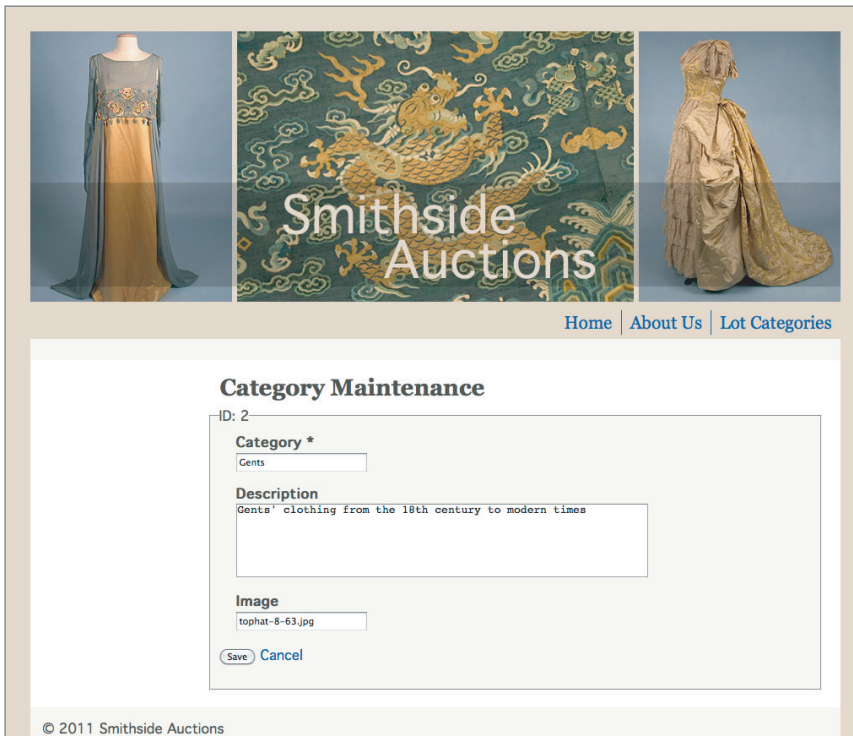 Smithside
Auctions
Home | About Us | Lot Categories
Category Maintenance
ID: 2
Category *
Gents
Description
Gents' clothing from the 18th century to modern times
Image
tophat-8-63.jpg
Save Cancel
© 2011 Smithside Auctions